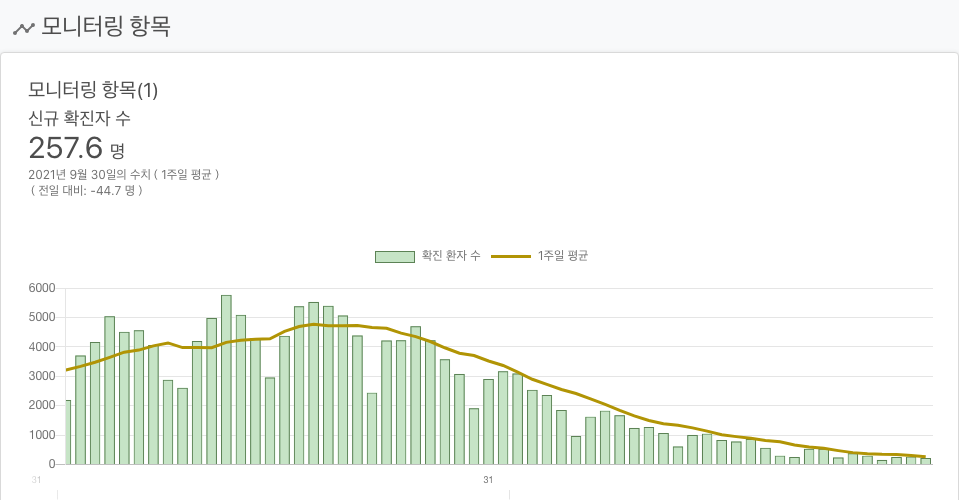 모니터링 항목
모니터링 항목(1)
신규 확진자 수
257.6 명
2021년 9월 30일의 수치 ( 1주일 평균 )
( 전일 대비: -44.7 명 )
확진 환자 수 1주일 평균
6000
5000
4000
3000
2000
1000
0
31 31